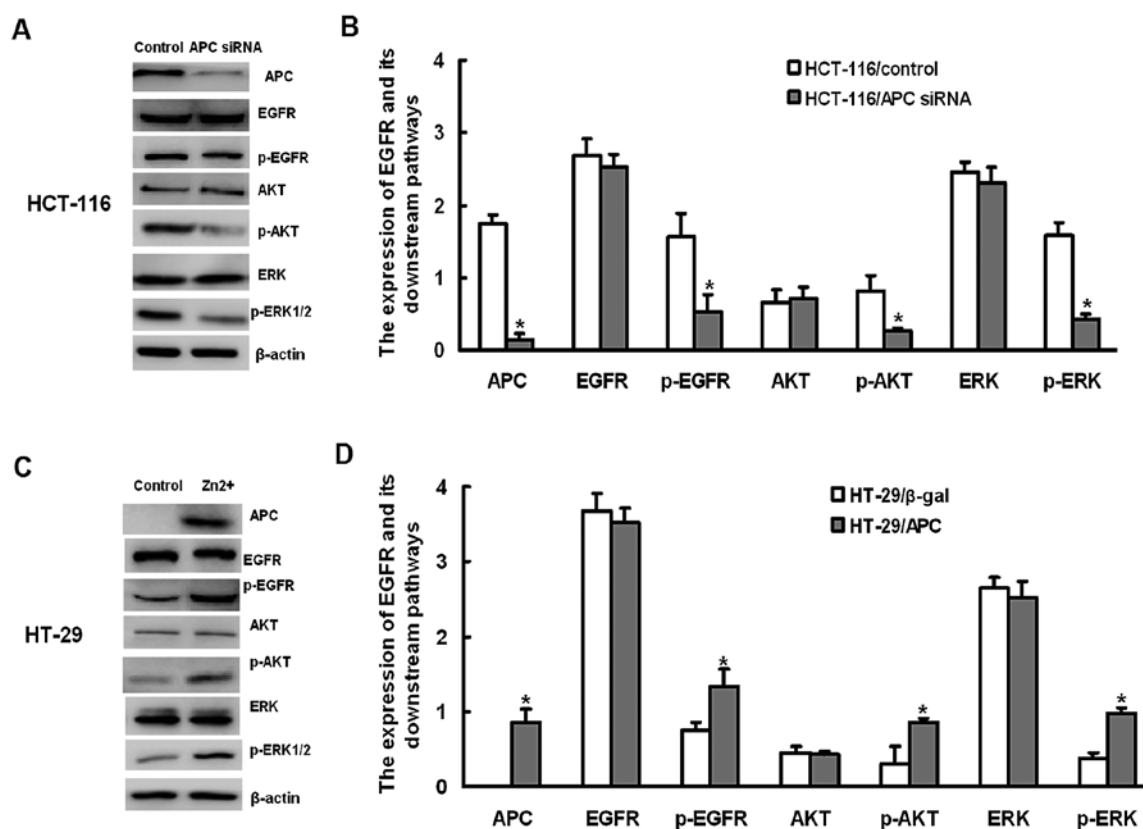 A
Control APC siRNA
APC
EGFR
p-EGFR
AKT
p-AKT
ERK
p-ERK1/2
β-actin
HCT-116
B
The expression of EGFR and its
downstream pathways
4
3
2
1
0
HCT-116/control
HCT-116/APC siRNA
*
*
*
*
APC EGFR p-EGFR AKT p-AKT ERK p-ERK
C
Control Zn2+
APC
EGFR
p-EGFR
AKT
p-AKT
ERK
p-ERK1/2
β-actin
HT-29
D
The expression of EGFR and its
downstream pathways
4
3
2
1
0
HT-29/β-gal
HT-29/APC
*
*
*
*
APC EGFR p-EGFR AKT p-AKT ERK p-ERK